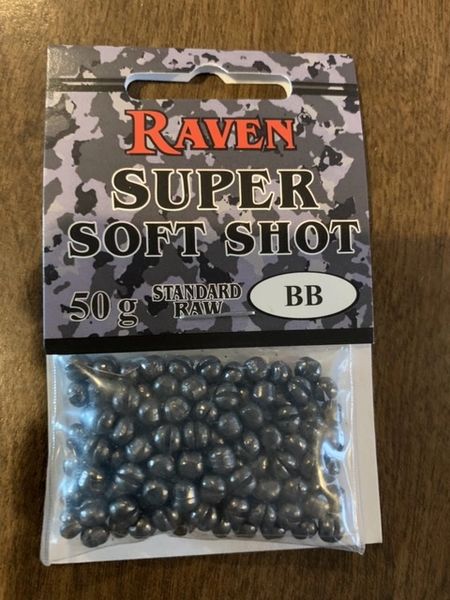 RAVEN
SUPER
SOFT SHOT
50 g STANDARD RAW BB